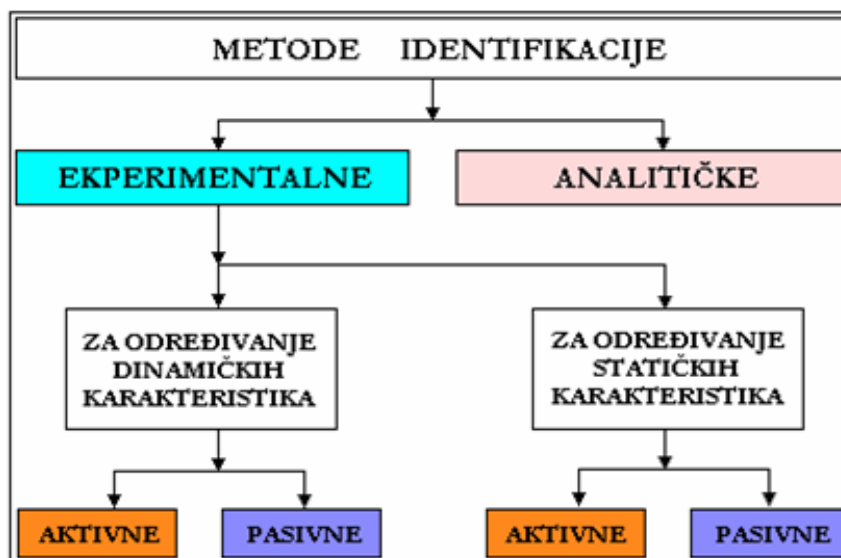 METODE IDENTIFIKACIJE
EKPERIMENTALNE
ANALITIČKE
ZA ODREĐIVANJE
DINAMIČKIH
KARAKTERISTIKA
ZA ODREĐIVANJE
STATIČKIH
KARAKTERISTIKA
AKTIVNE
PASIVNE
AKTIVNE
PASIVNE